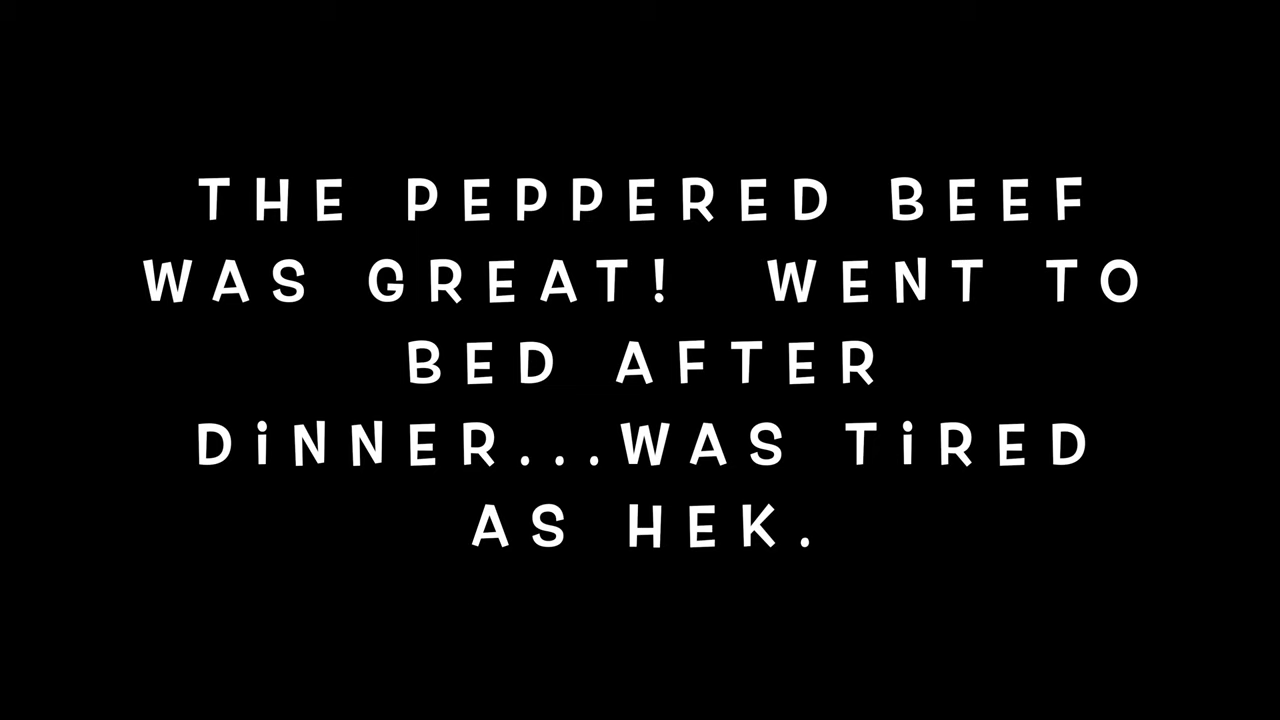 THE PEPPERED BEEF
WAS GREAT! WENT TO
BED AFTER
DiNNER...WAS TiRED
AS HEK.